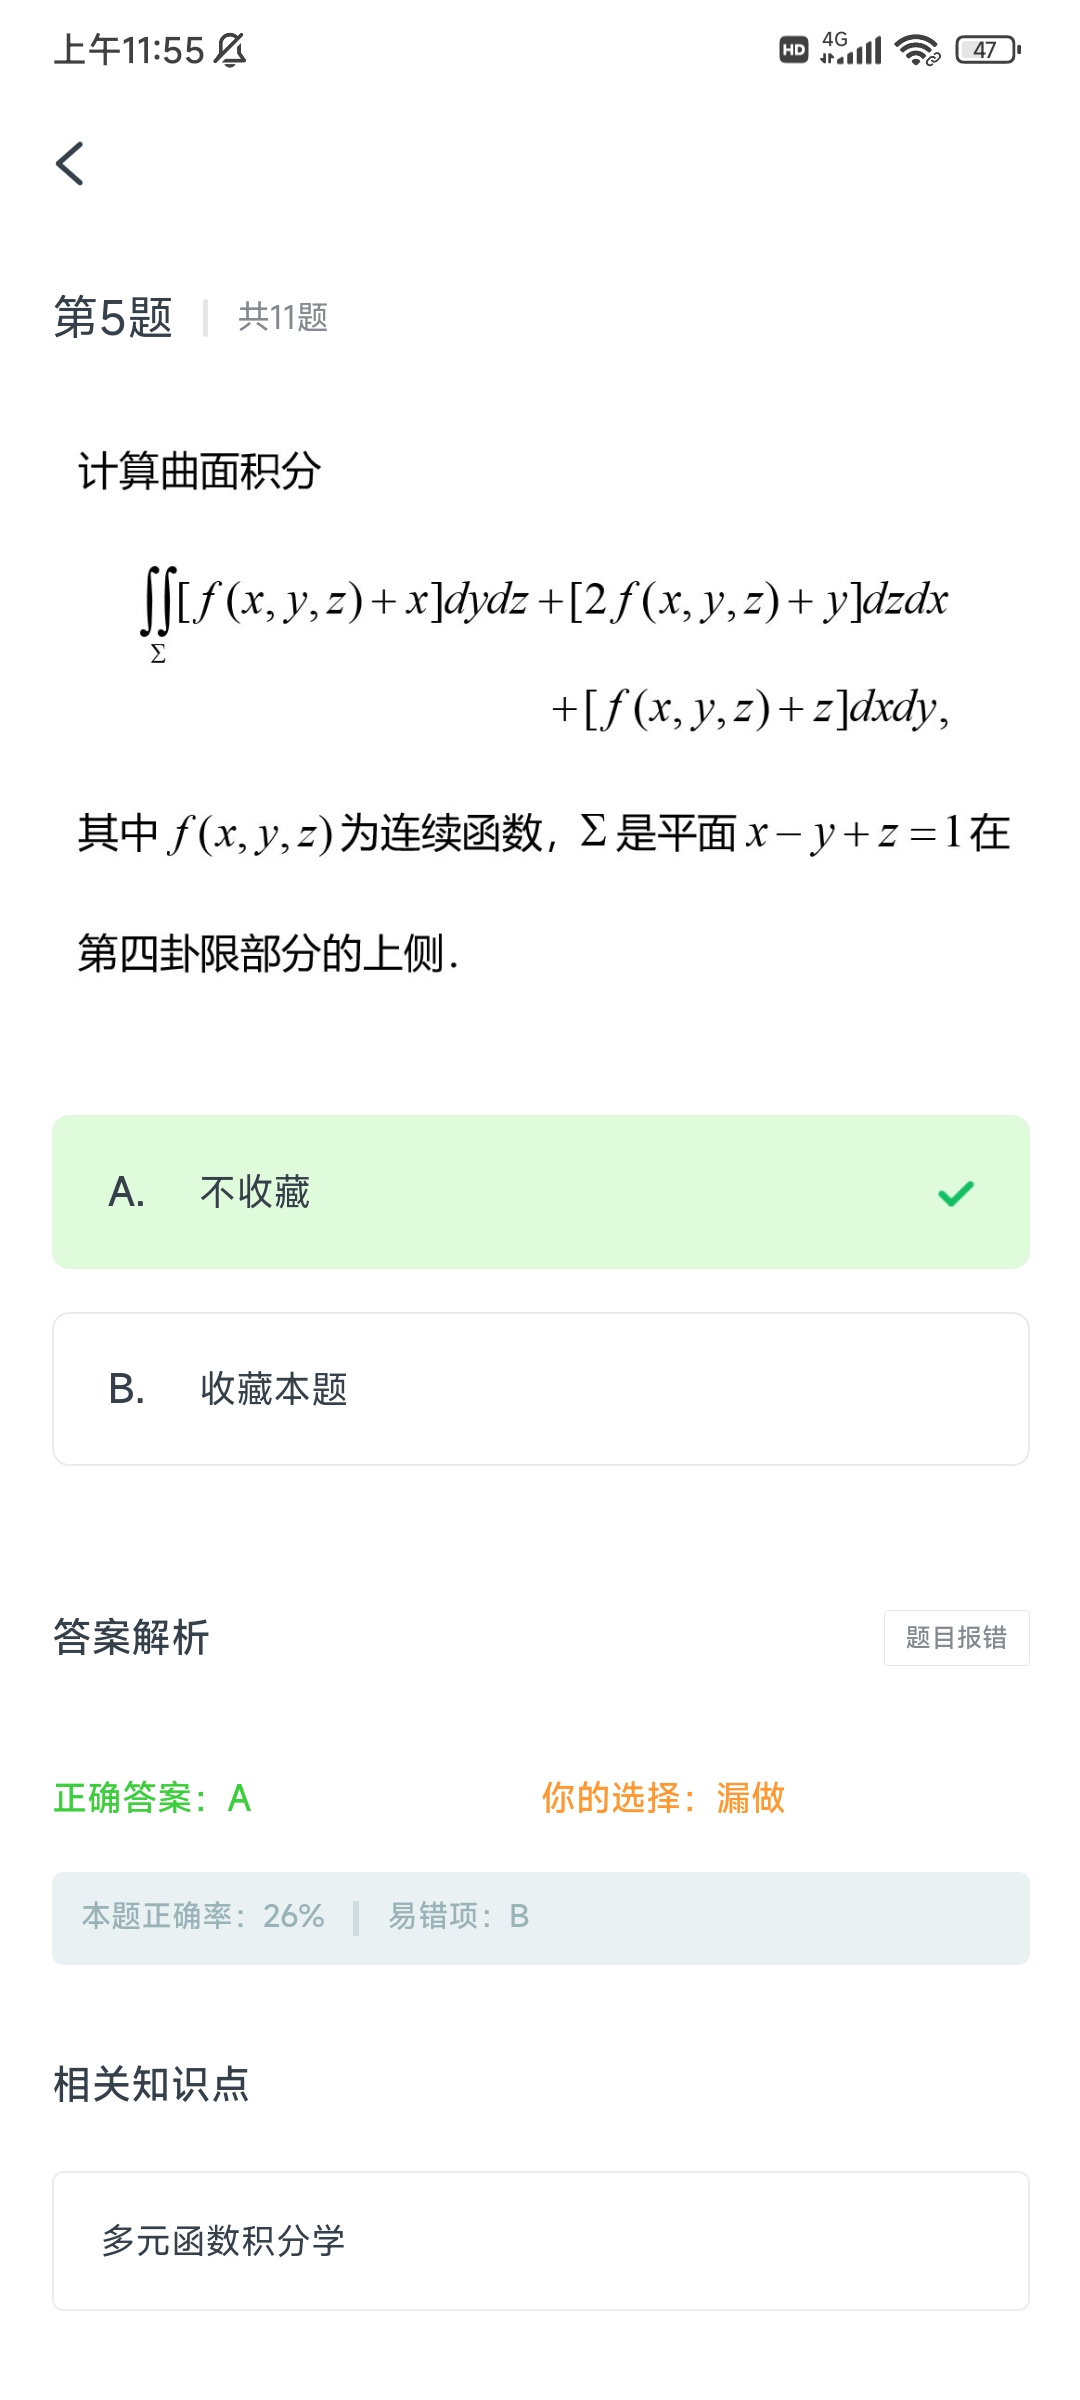 上午11:55
HD 4G 47
第5题 共11题
计算曲面积分
∬[f(x, y, z)+x]dydz+[2f(x, y, z)+y]dzdx
Σ
+[f(x, y, z)+z]dxdy,
其中f(x, y, z)为连续函数, Σ是平面x−y+z=1在
第四卦限部分的上侧.
A. 不收藏
B. 收藏本题
答案解析 题目报错
正确答案：A 你的选择：漏做
本题正确率：26% 易错项：B
相关知识点
多元函数积分学